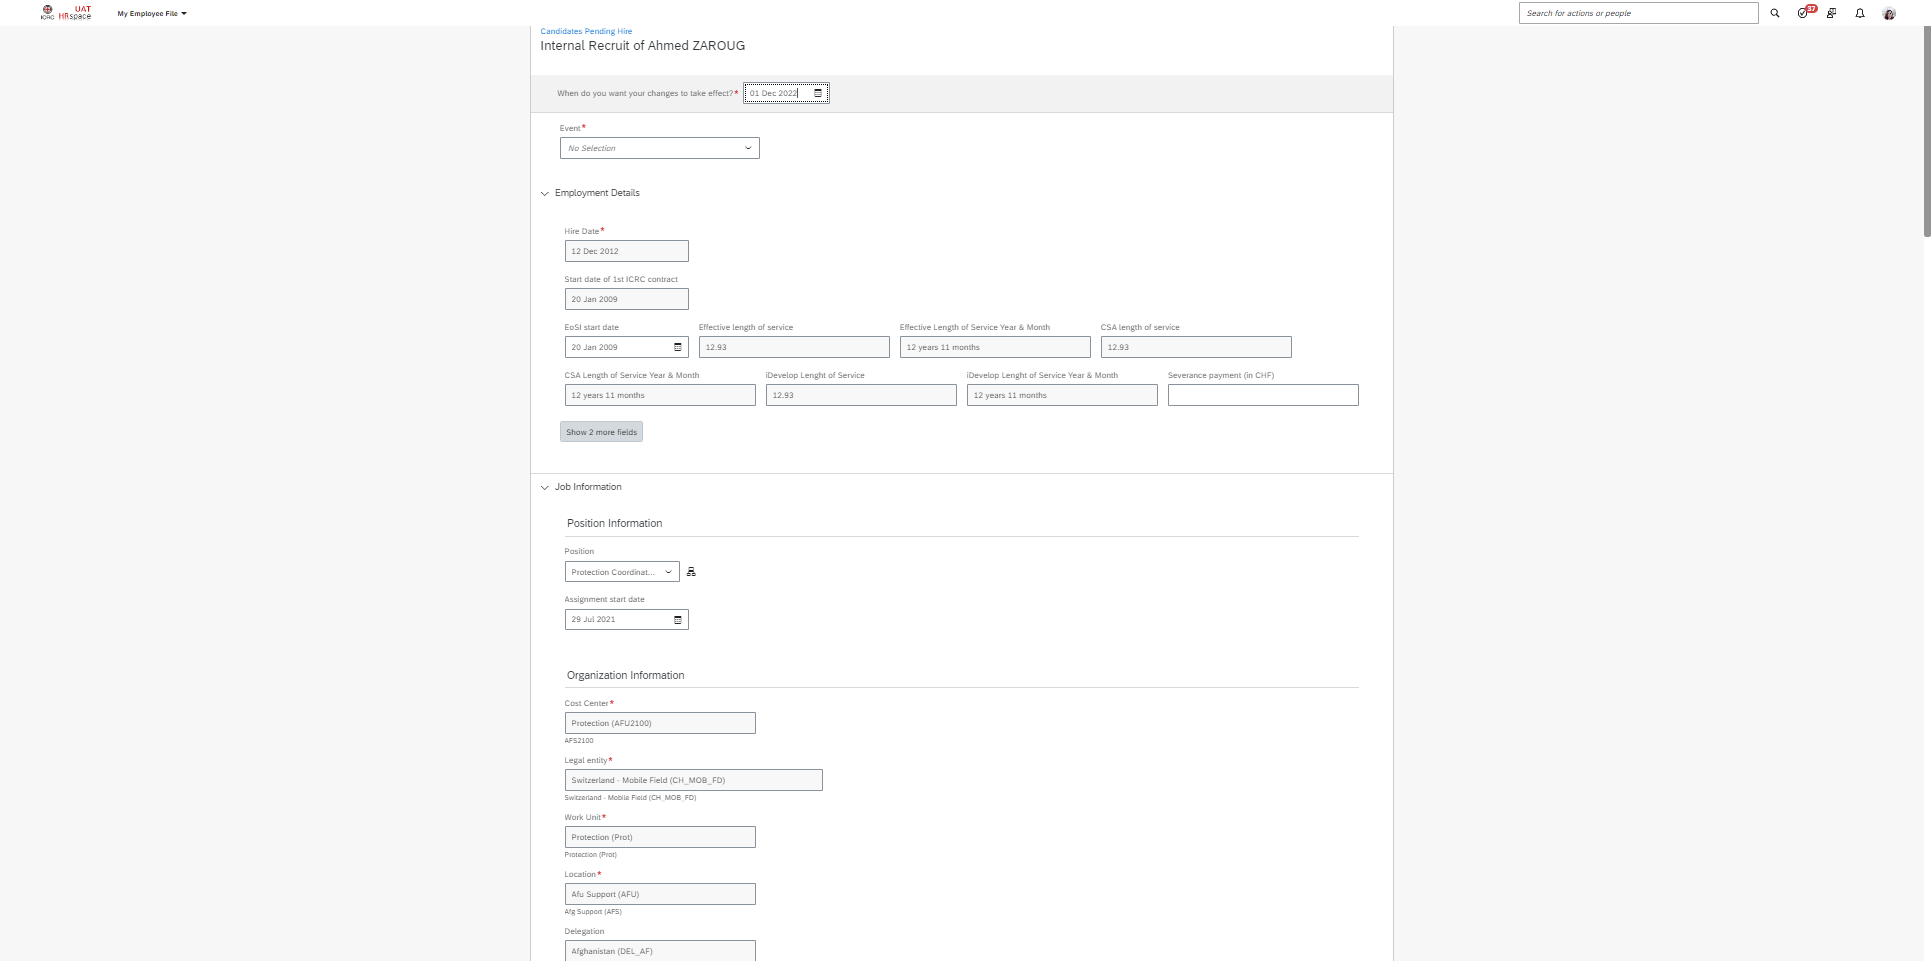 ICRC UAT HRspace My Employee File Search for actions or people 37
Candidates Pending Hire
Internal Recruit of Ahmed ZAROUG
When do you want your changes to take effect?* 01 Dec 2022
Event*
No Selection
Employment Details
Hire Date*
12 Dec 2012
Start date of 1st ICRC contract
20 Jan 2009
EoSI start date Effective length of service Effective Length of Service Year & Month CSA length of service
20 Jan 2009 12.93 12 years 11 months 12.93
CSA Length of Service Year & Month iDevelop Lenght of Service iDevelop Lenght of Service Year & Month Severance payment (in CHF)
12 years 11 months 12.93 12 years 11 months
Show 2 more fields
Job Information
Position Information
Position
Protection Coordinat...
Assignment start date
29 Jul 2021
Organization Information
Cost Center*
Protection (AFU2100)
AFS2100
Legal entity*
Switzerland - Mobile Field (CH_MOB_FD)
Switzerland - Mobile Field (CH_MOB_FD)
Work Unit*
Protection (Prot)
Protection (Prot)
Location*
Afu Support (AFU)
Afg Support (AFS)
Delegation
Afghanistan (DEL_AF)